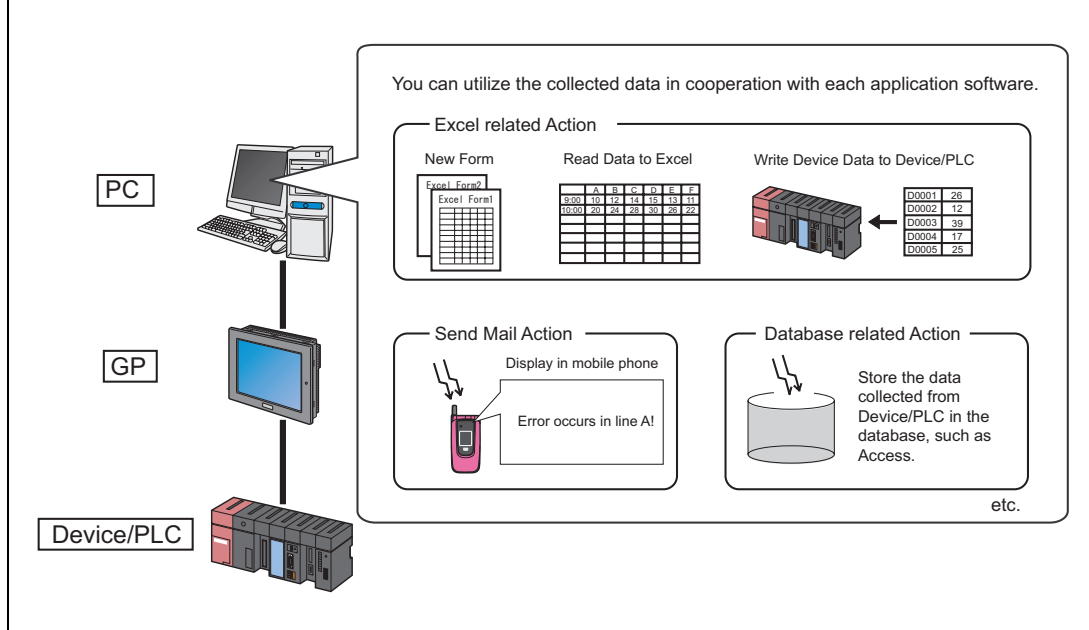 You can utilize the collected data in cooperation with each application software.
Excel related Action
New Form
Read Data to Excel
Write Device Data to Device/PLC
PC
Excel Form2
Excel Form1
A B C D E F
9:00 10 12 14 15 13 11
10:00 20 24 28 30 26 22
D0001 26
D0002 12
D0003 39
D0004 17
D0005 25
GP
Send Mail Action
Display in mobile phone
Error occurs in line A!
Database related Action
Store the data
collected from
Device/PLC in the
database, such as
Access.
etc.
Device/PLC